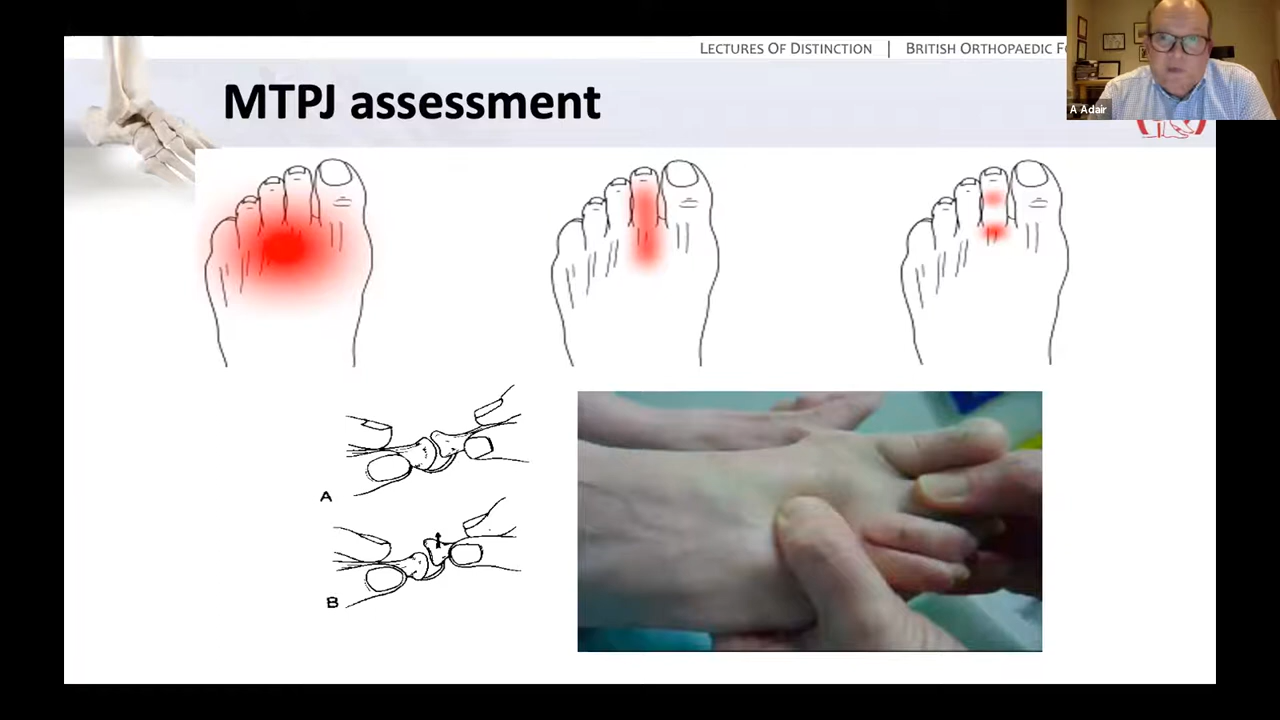 LECTURES OF DISTINCTION | BRITISH ORTHOPAEDIC
MTPJ assessment
A Adair
A
B